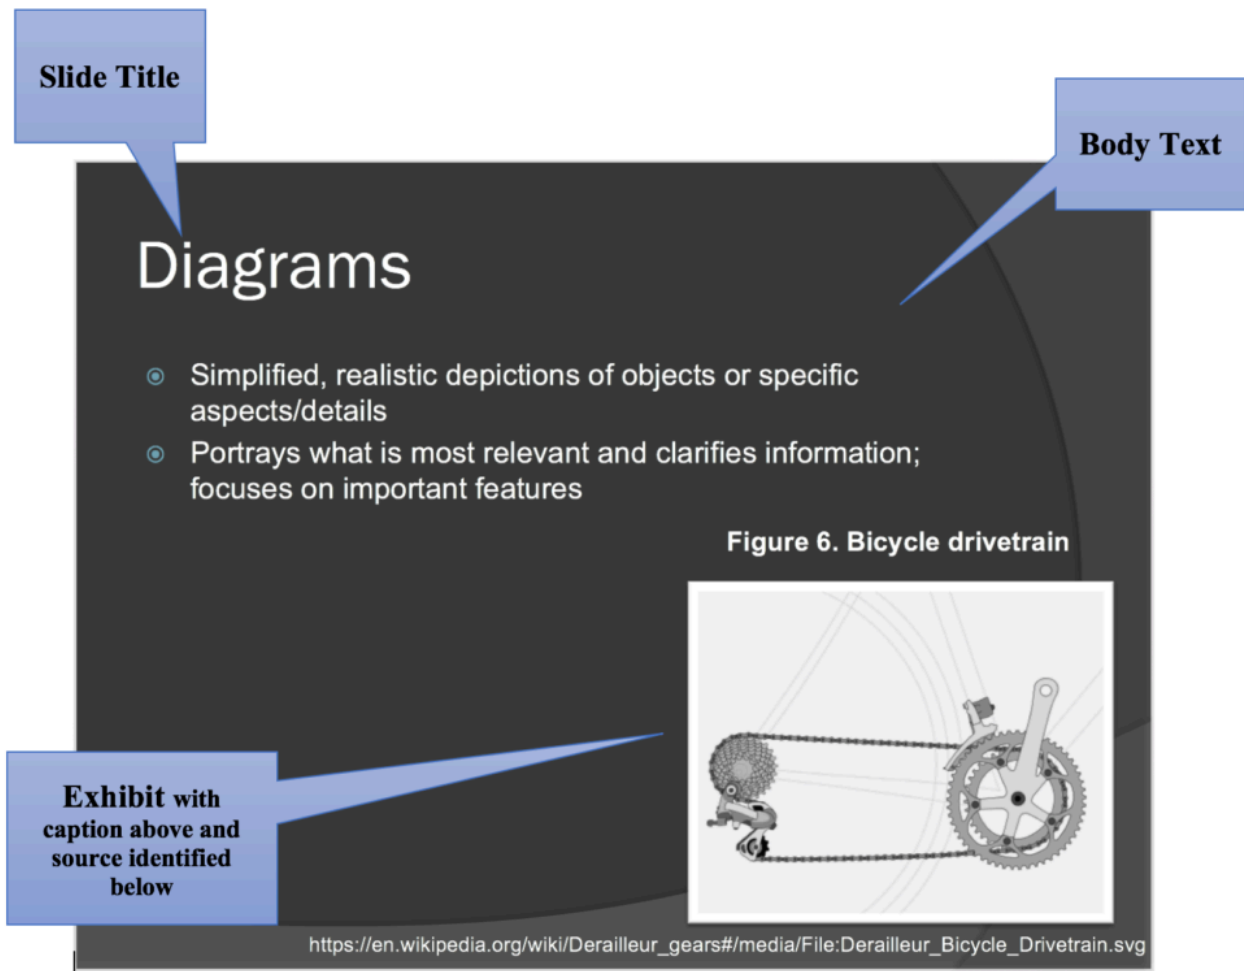 Slide Title
Body Text
Diagrams
Simplified, realistic depictions of objects or specific
aspects/details
Portrays what is most relevant and clarifies information;
focuses on important features
Figure 6. Bicycle drivetrain
Exhibit with
caption above and
source identified
below
https://en.wikipedia.org/wiki/Derailleur_gears#/media/File:Derailleur_Bicycle_Drivetrain.svg